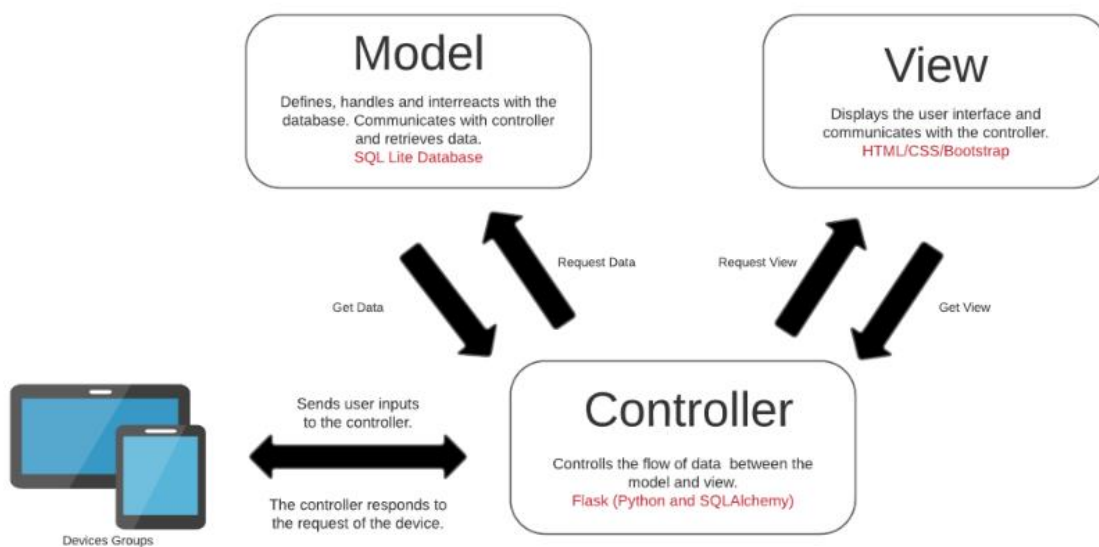 Model
Defines, handles and interreacts with the
database. Communicates with controller
and retrieves data.
SQL Lite Database
View
Displays the user interface and
communicates with the controller.
HTML/CSS/Bootstrap
Request Data
Request View
Get Data
Get View
Sends user inputs
to the controller.
Controller
Controlls the flow of data between the
model and view.
Flask (Python and SQLAlchemy)
The controller responds to
the request of the device.
Devices Groups